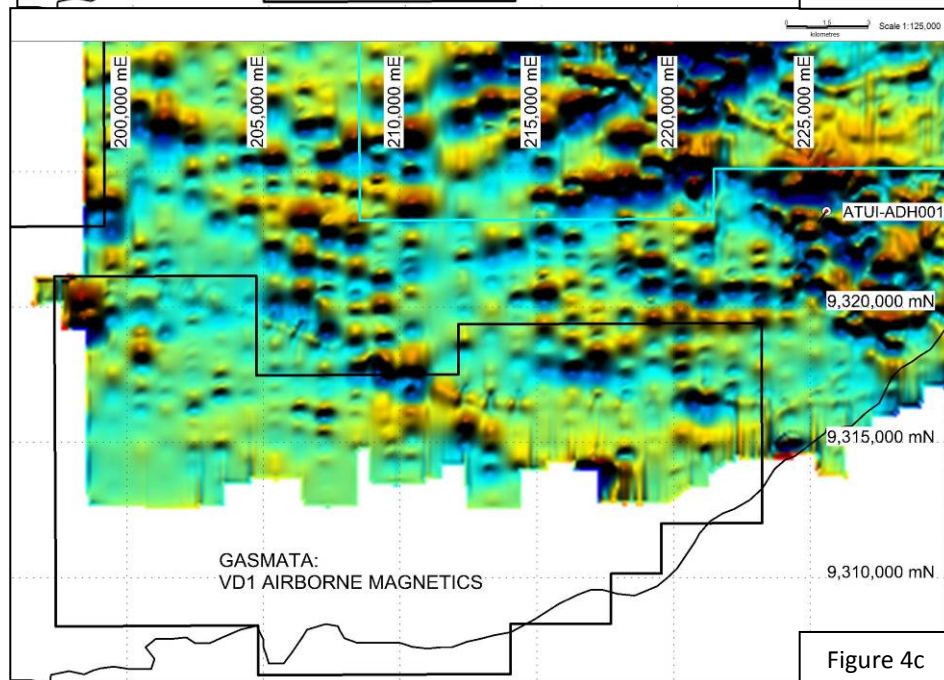 0 1.5 3
kilometres
Scale 1:125,000
200,000 mE
205,000 mE
210,000 mE
215,000 mE
220,000 mE
225,000 mE
ATUI-ADH001
9,320,000 mN
9,315,000 mN
GASMATA:
VD1 AIRBORNE MAGNETICS
9,310,000 mN
Figure 4c